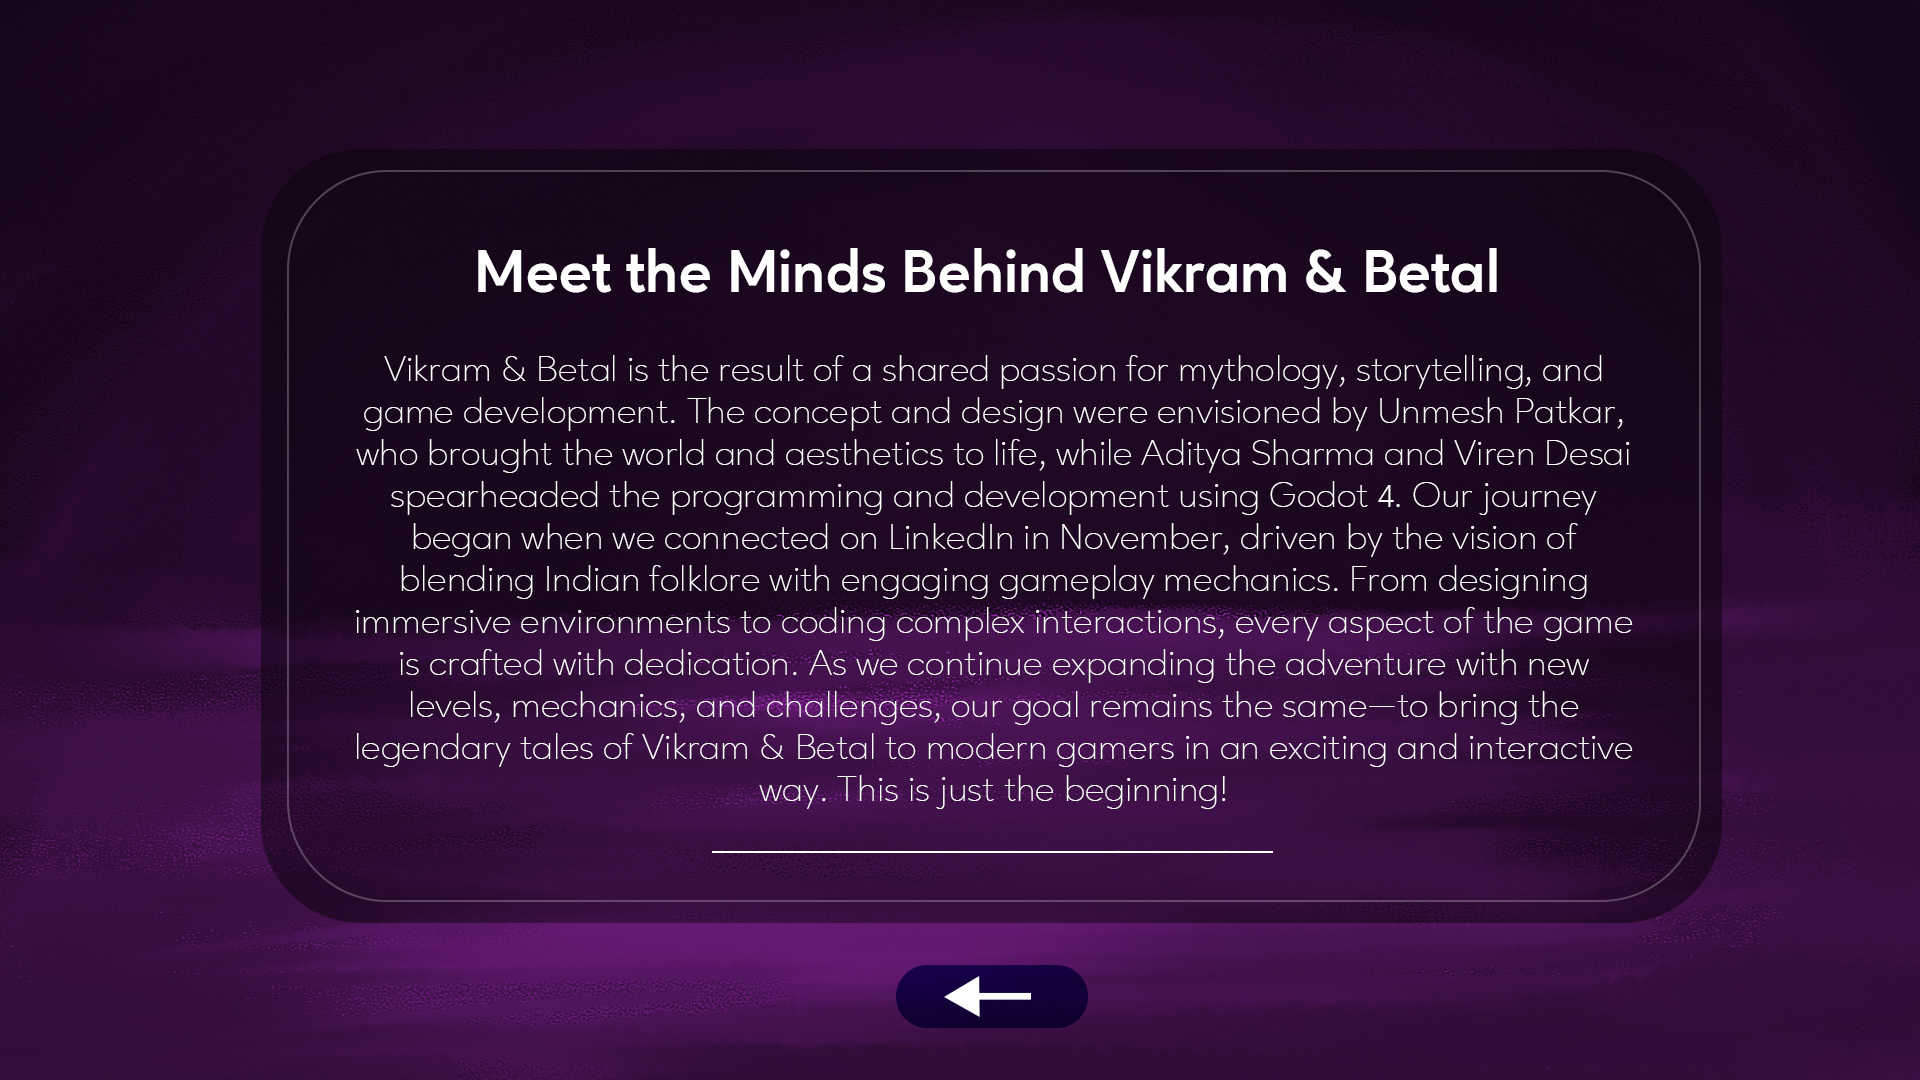 Meet the Minds Behind Vikram & Betal
Vikram & Betal is the result of a shared passion for mythology, storytelling, and
game development. The concept and design were envisioned by Unmesh Patkar,
who brought the world and aesthetics to life, while Aditya Sharma and Viren Desai
spearheaded the programming and development using Godot 4. Our journey
began when we connected on LinkedIn in November, driven by the vision of
blending Indian folklore with engaging gameplay mechanics. From designing
immersive environments to coding complex interactions, every aspect of the game
is crafted with dedication. As we continue expanding the adventure with new
levels, mechanics, and challenges, our goal remains the same—to bring the
legendary tales of Vikram & Betal to modern gamers in an exciting and interactive
way. This is just the beginning!